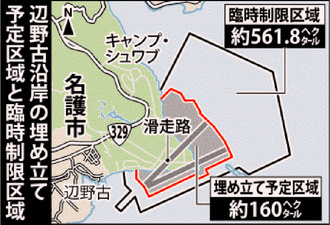 辺野古沿岸の埋め立て
予定区域と臨時制限区域
臨時制限区域
約561.8ヘクタール
キャンプ・
シュワブ
名護市
329
滑走路
辺野古
埋め立て予定区域
約160ヘクタール